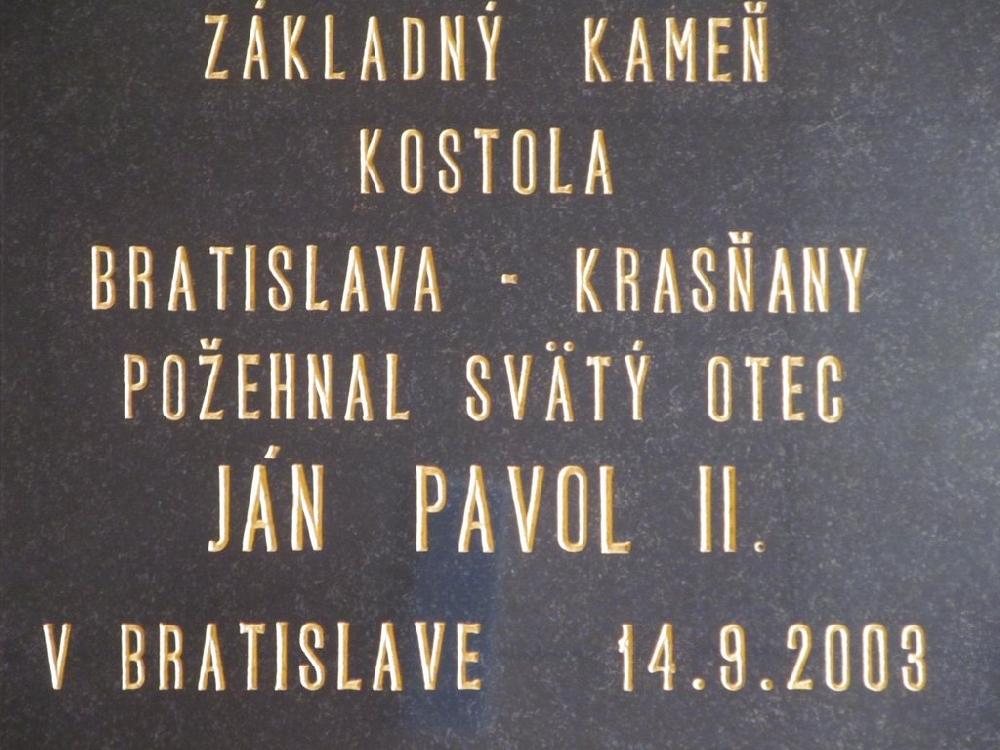 ZÁKLADNÝ KAMEŇ
KOSTOLA
BRATISLAVA - KRASŇANY
POŽEHNAL SVÄTÝ OTEC
JÁN PAVOL II.
V BRATISLAVE 14.9.2003